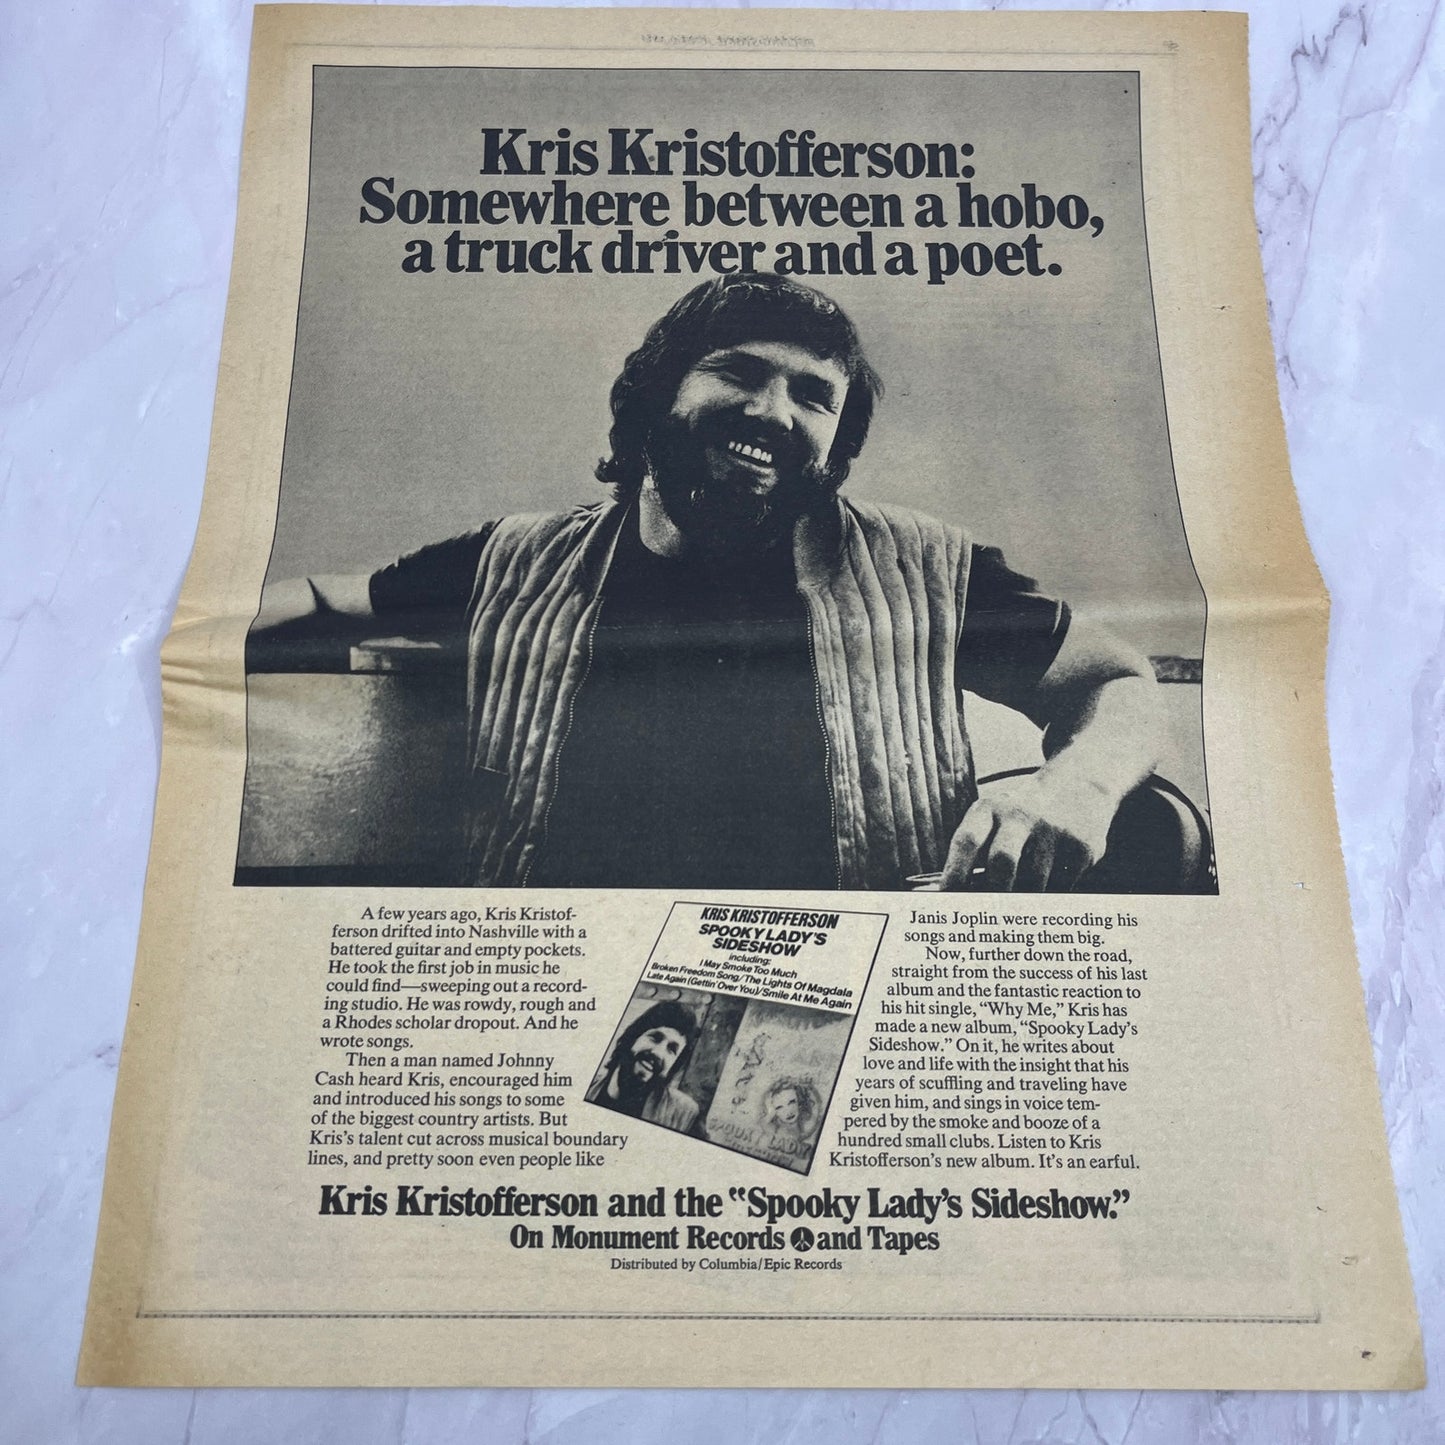 Kris Kristofferson:
Somewhere between a hobo,
a truck driver and a poet.
A few years ago, Kris Kristof-
ferson drifted into Nashville with a
battered guitar and empty pockets.
He took the first job in music he
could find—sweeping out a record-
ing studio. He was rowdy, rough and
a Rhodes scholar dropout. And he
wrote songs.
Then a man named Johnny
Cash heard Kris, encouraged him
and introduced his songs to some
of the biggest country artists. But
Kris's talent cut across musical boundary
lines, and pretty soon even people like
KRIS KRISTOFFERSON
SPOOKY LADY'S
SIDESHOW
including:
I May Smoke Too Much
Broken Freedom Song/The Lights Of Magdala
Late Again (Gettin' Over You)/Smile At Me Again
SPOOKY LADY'S
SIDESHOW
Janis Joplin were recording his
songs and making them big.
Now, further down the road,
straight from the success of his last
album and the fantastic reaction to
his hit single, “Why Me,” Kris has
made a new album, “Spooky Lady's
Sideshow.” On it, he writes about
love and life with the insight that his
years of scuffling and traveling have
given him, and sings in voice tem-
pered by the smoke and booze of a
hundred small clubs. Listen to Kris
Kristofferson's new album. It's an earful.
Kris Kristofferson and the “Spooky Lady's Sideshow.”
On Monument Records and Tapes
Distributed by Columbia/Epic Records